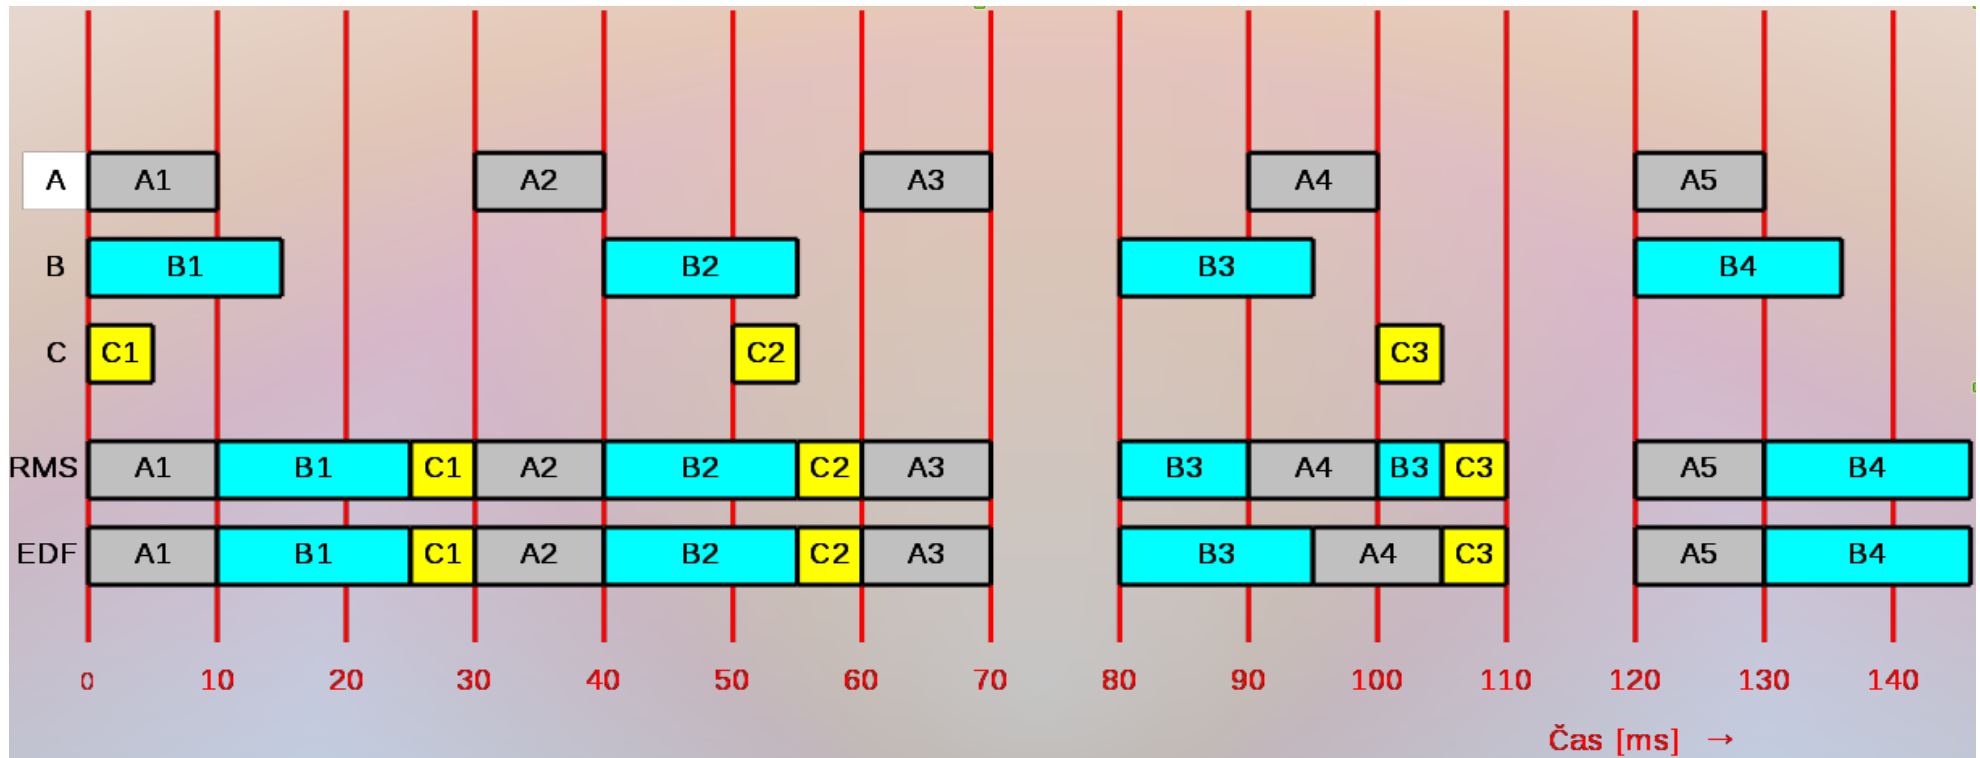 A A1 A2 A3 A4 A5
B B1 B2 B3 B4
C C1 C2 C3
RMS A1 B1 C1 A2 B2 C2 A3 B3 A4 B3 C3 A5 B4
EDF A1 B1 C1 A2 B2 C2 A3 B3 A4 C3 A5 B4
0 10 20 30 40 50 60 70 80 90 100 110 120 130 140
Čas [ms] →